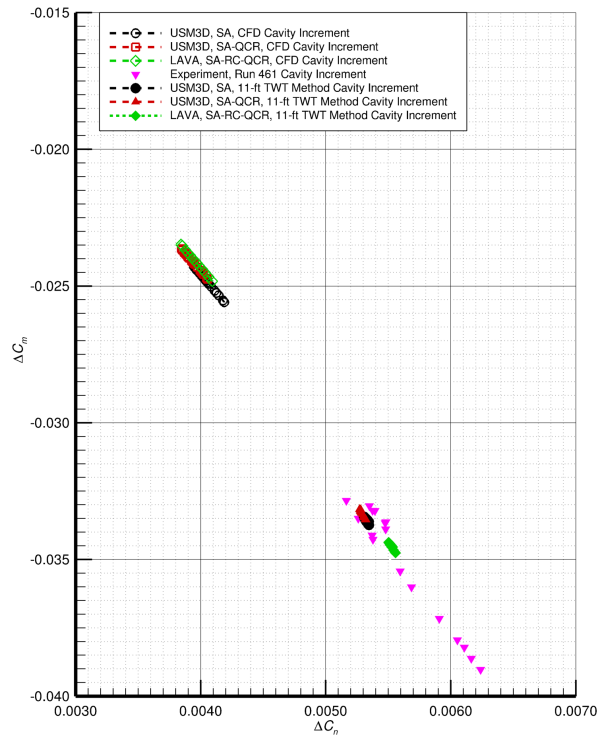 -0.015
USM3D, SA, CFD Cavity Increment
USM3D, SA-QCR, CFD Cavity Increment
LAVA, SA-RC-QCR, CFD Cavity Increment
Experiment, Run 461 Cavity Increment
USM3D, SA, 11-ft TWT Method Cavity Increment
USM3D, SA-QCR, 11-ft TWT Method Cavity Increment
LAVA, SA-RC-QCR, 11-ft TWT Method Cavity Increment
-0.020
-0.025
ΔCm
-0.030
-0.035
-0.040
0.0030 0.0040 0.0050 0.0060 0.0070
ΔCn